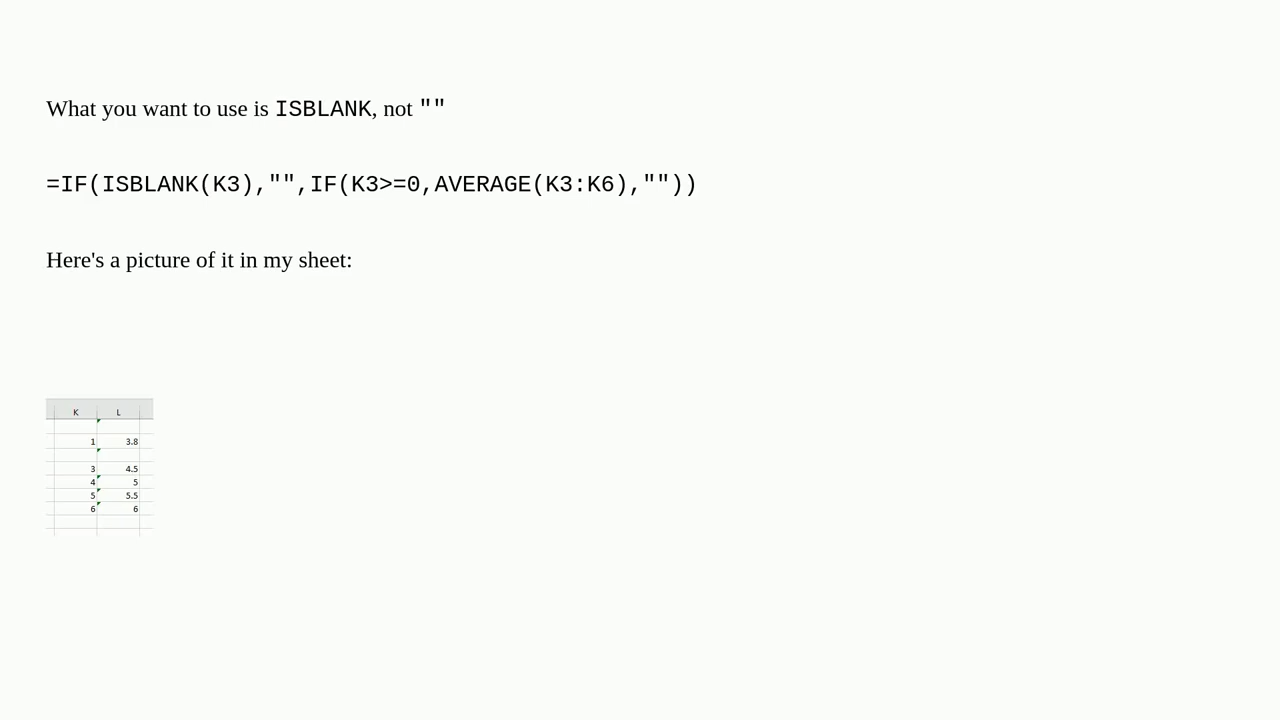 What you want to use is ISBLANK, not ""
=IF(ISBLANK(K3),"",IF(K3>=0,AVERAGE(K3:K6),""))
Here's a picture of it in my sheet:
K L
1 3.8
3 4.5
4 5
5 5.5
6 6